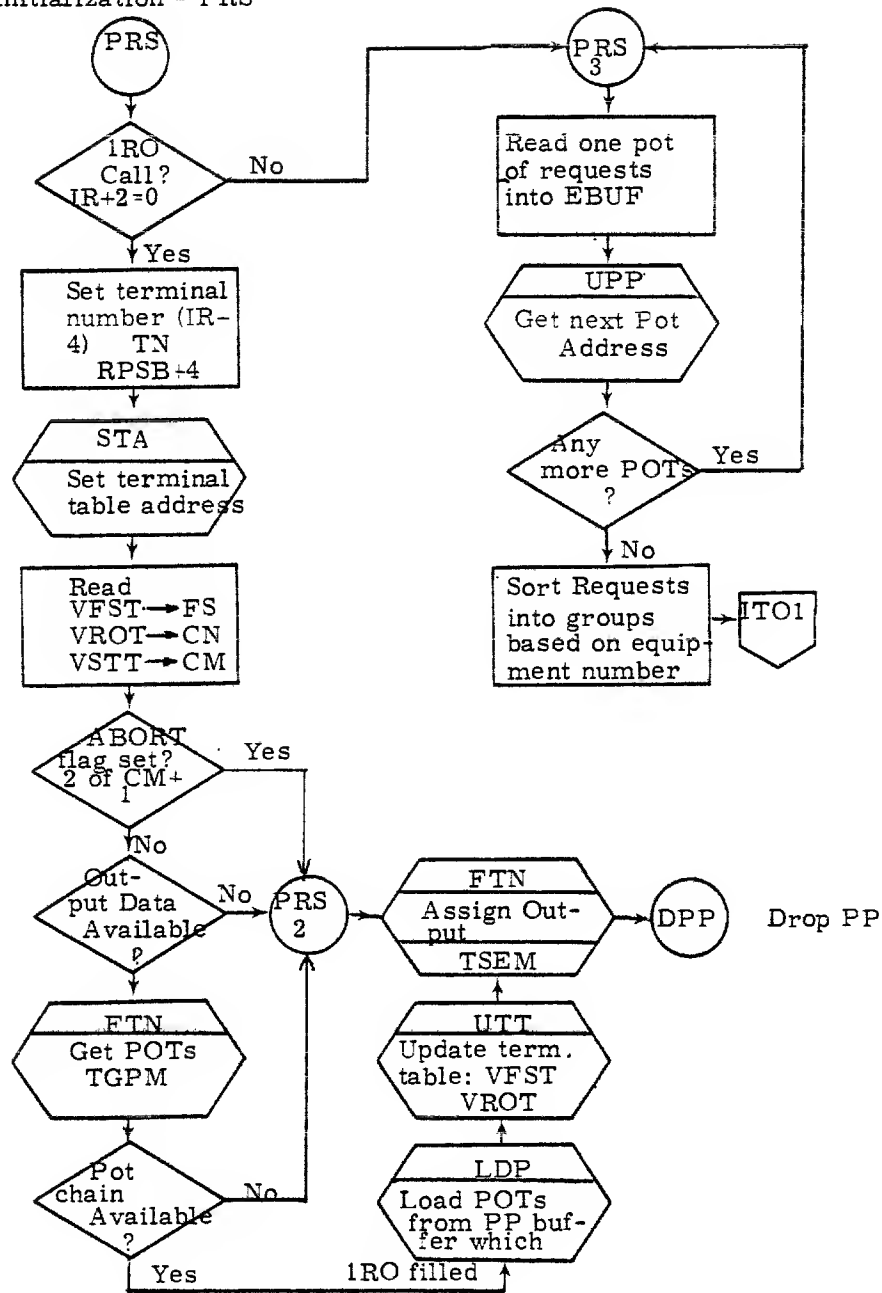 Initialization - PRS
PRS
1RO
Call?
IR+2=0
No
Yes
Set terminal
number (IR-
4) TN
RPSB+4
STA
Set terminal
table address
Read
VFST→FS
VROT→CN
VSTT→CM
ABORT
flag set?
2 of CM+
1
Yes
No
Out-
put Data
Available
?
No
FTN
Get POTs
TGPM
Pot
chain
Available
?
No
Yes
1RO filled
PRS
2
FTN
Assign Out-
put
TSEM
DPP
Drop PP
UTT
Update term.
table: VFST
VROT
LDP
Load POTs
from PP buf-
fer which
PRS
3
Read one pot
of requests
into EBUF
UPP
Get next Pot
Address
Any
more POTs
?
Yes
No
Sort Requests
into groups
based on equip-
ment number
ITO1